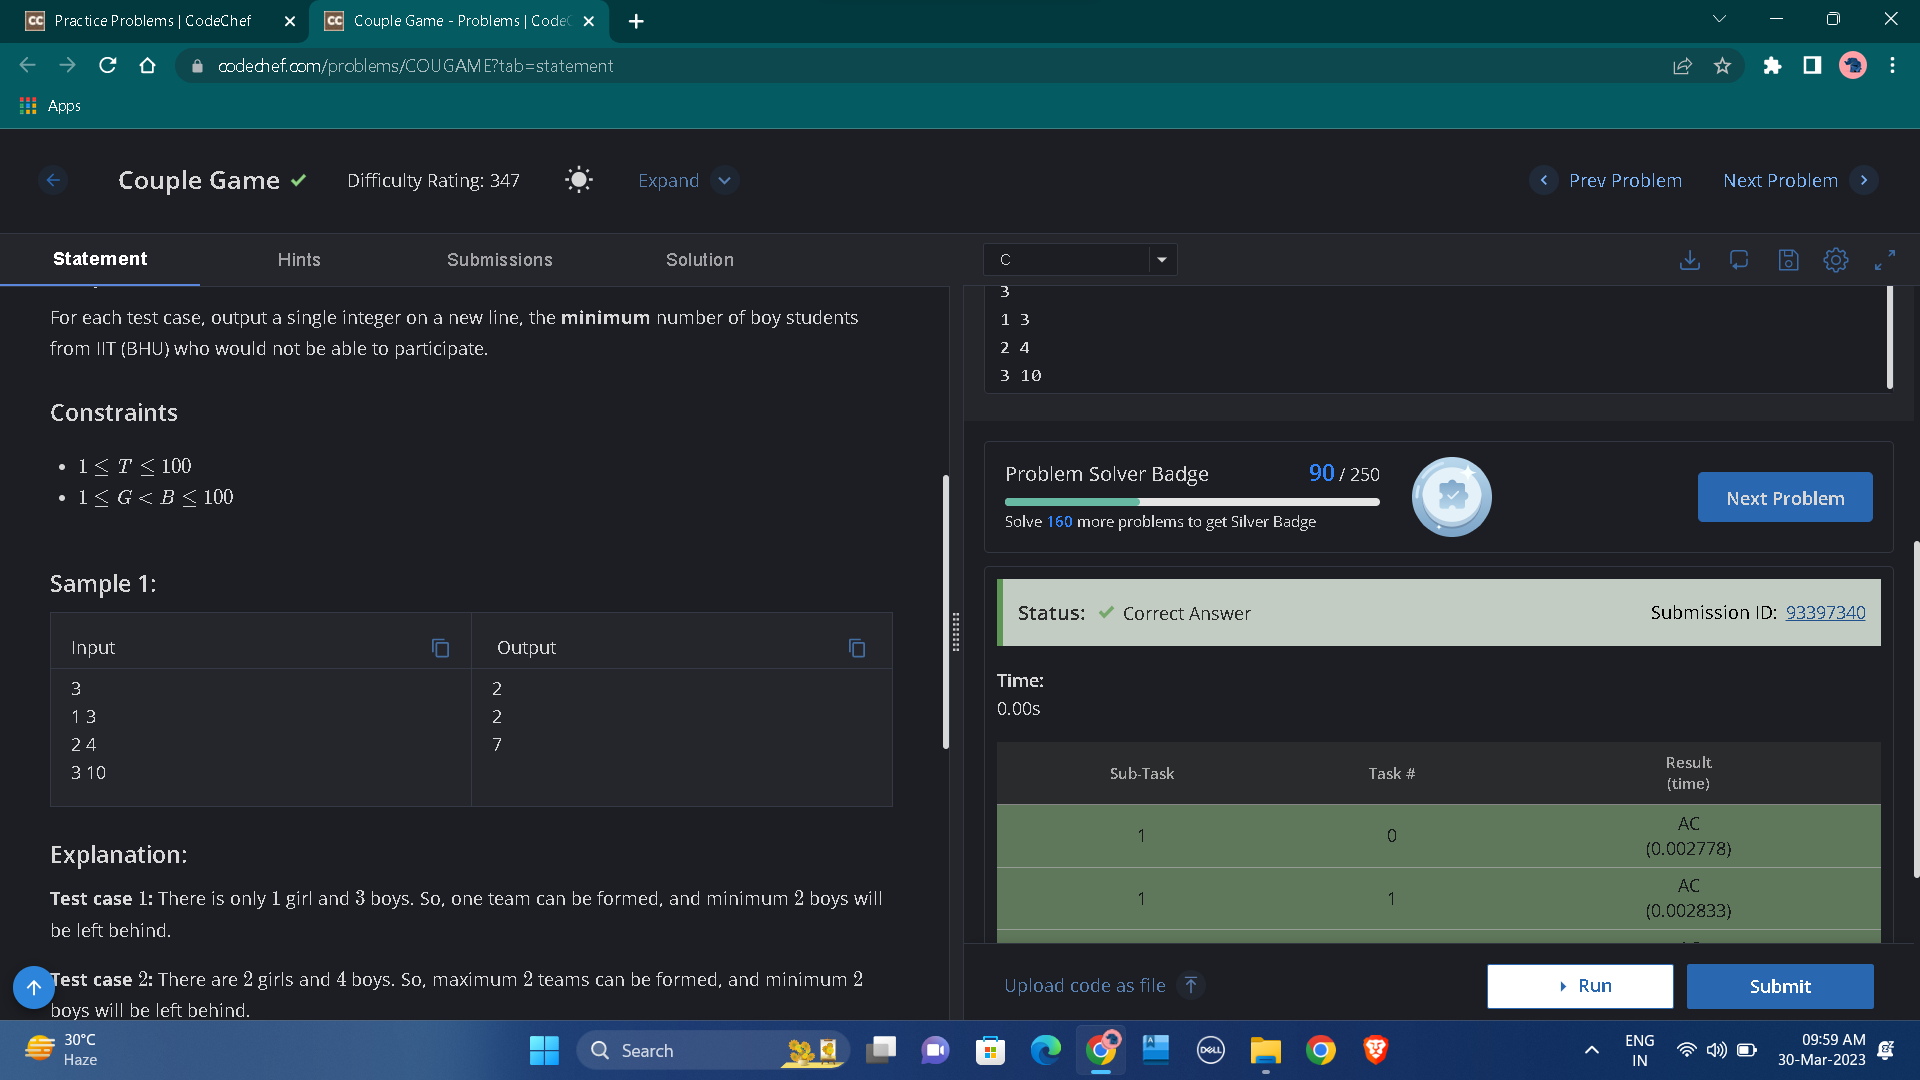 Practice Problems | CodeChef
Couple Game - Problems | CodeC
codechef.com/problems/COUGAME?tab=statement
Apps
Couple Game
Difficulty Rating: 347
Expand
Prev Problem
Next Problem
Statement
Hints
Submissions
Solution
C
For each test case, output a single integer on a new line, the minimum number of boy students
from IIT (BHU) who would not be able to participate.
Constraints
• 1 ≤ T ≤ 100
• 1 ≤ G < B ≤ 100
Sample 1:
Input
Output
3
1 3
2 4
3 10
2
2
7
Explanation:
Test case 1: There is only 1 girl and 3 boys. So, one team can be formed, and minimum 2 boys will
be left behind.
Test case 2: There are 2 girls and 4 boys. So, maximum 2 teams can be formed, and minimum 2
boys will be left behind.
3
1 3
2 4
3 10
Problem Solver Badge
90 / 250
Solve 160 more problems to get Silver Badge
Next Problem
Status: Correct Answer
Submission ID: 93397340
Time:
0.00s
Sub-Task
Task #
Result
(time)
1
0
AC
(0.002778)
1
1
AC
(0.002833)
Upload code as file
Run
Submit
30°C
Haze
Search
DELL
ENG
IN
09:59 AM
30-Mar-2023